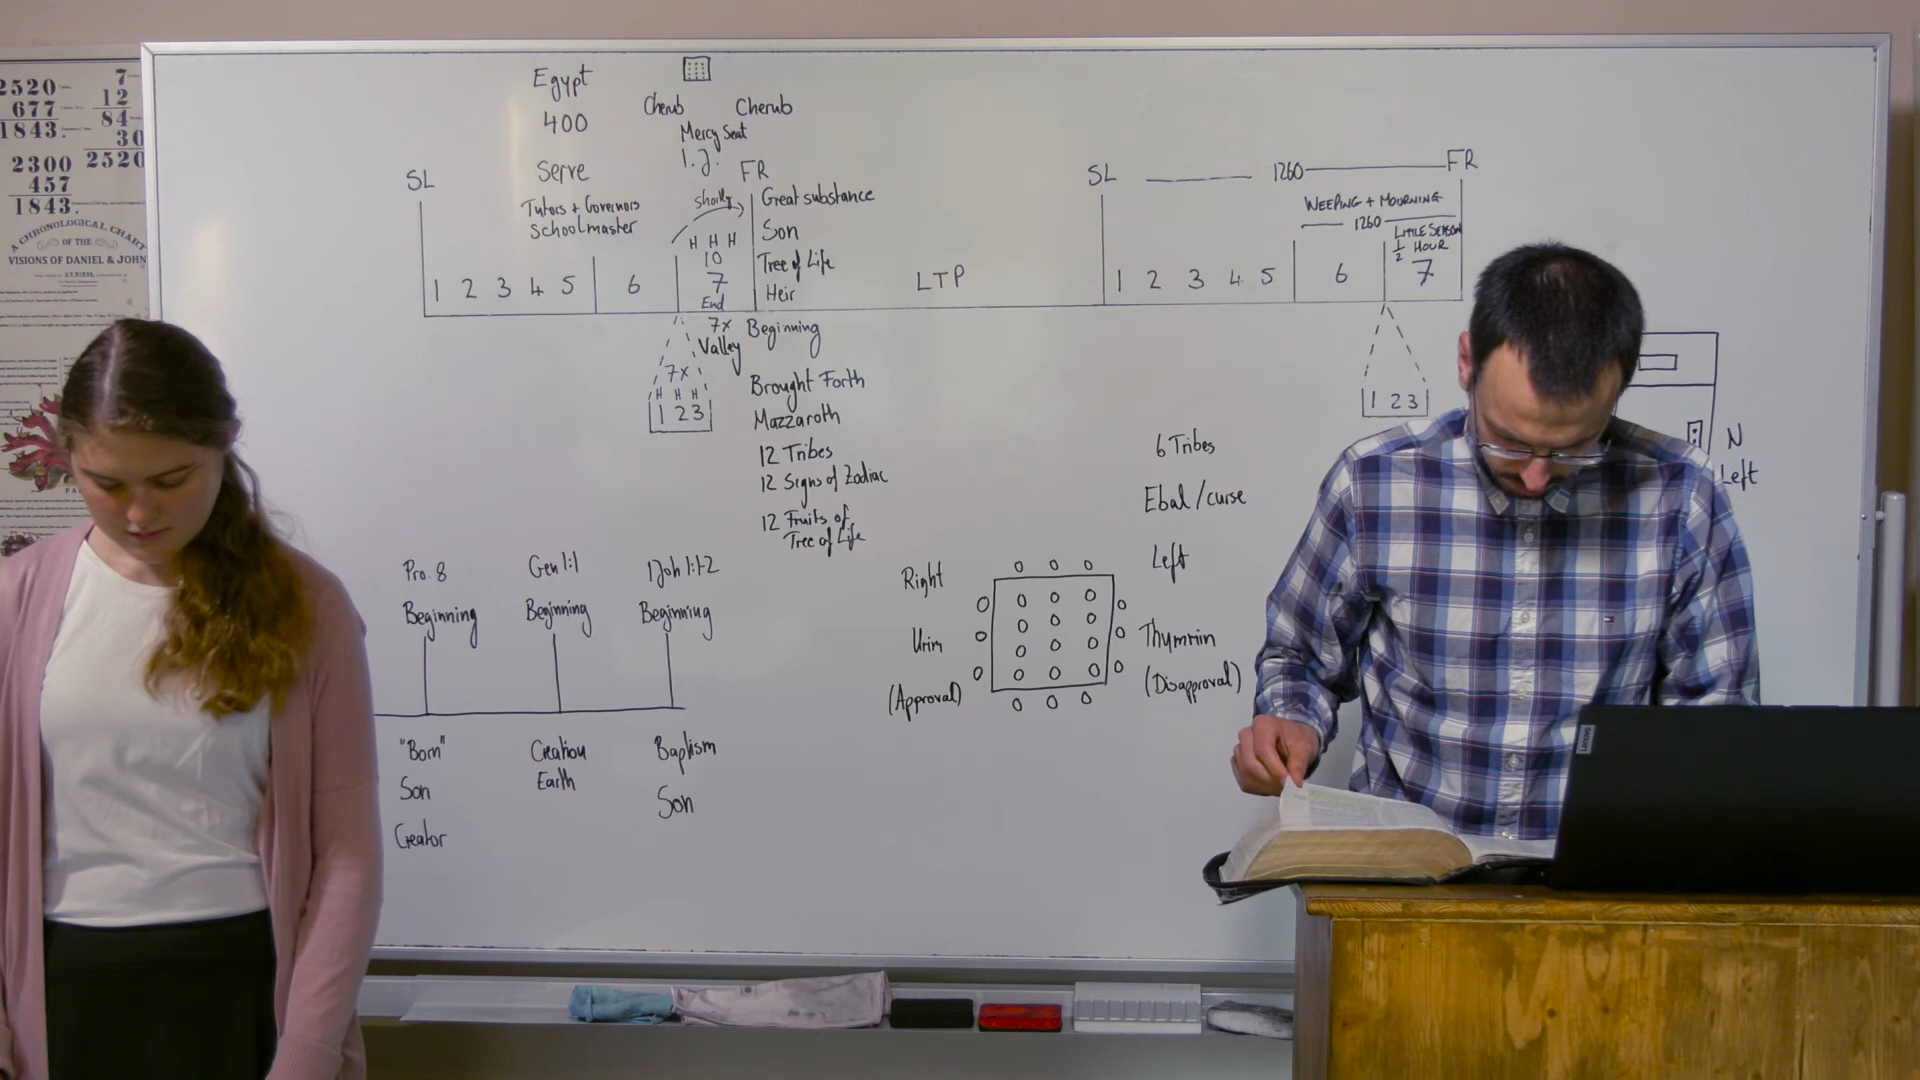 2520
677
1843.
7
12
84
30
2520
2300
457
1843.
A CHRONOLOGICAL CHART
OF THE
VISIONS OF DANIEL & JOHN
Egypt
400
Serve
Tutors + Governors
Schoolmaster
Cherub Cherub
Mercy Seat
I.J.
SL
FR
shortly
H H H
10
7
End
1 2 3 4 5 6
Great substance
Son
Tree of Life
Heir
7x Beginning
Valley
7x
H H H
1 2 3
Brought Forth
Mazzaroth
12 Tribes
12 Signs of Zodiac
12 Fruits of
Tree of Life
LTP
SL 1260 FR
WEEPING + MOURNING
1260
LITTLE SEASON
1/2 HOUR
1 2 3 4 5 6 7
1 2 3
N
Left
6 Tribes
Ebal/curse
Left
Right
Urim
(Approval)
Thummin
(Disapproval)
Pro. 8 Gen 1:1 1Joh 1:1-2
Beginning Beginning Beginning
"Born"
Son
Creator
Creation
Earth
Baptism
Son
Lenovo